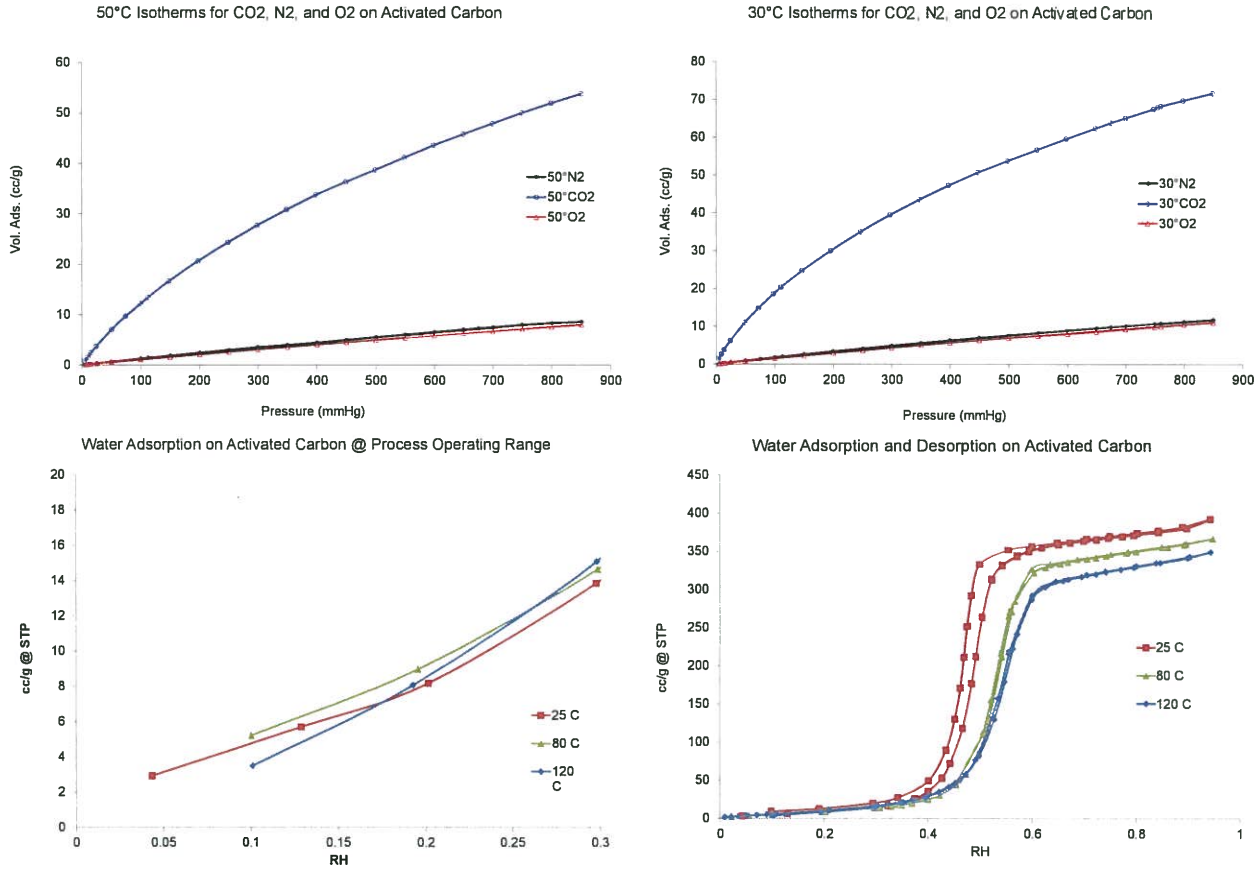 50°C Isotherms for CO2, N2, and O2 on Activated Carbon
60
50
40
30
20
10
0
0
100
200
300
400
500
600
700
800
900
Vol. Ads. (cc/g)
Pressure (mmHg)
50°N2
50°CO2
50°O2
30°C Isotherms for CO2, N2, and O2 on Activated Carbon
80
70
60
50
40
30
20
10
0
0
100
200
300
400
500
600
700
800
900
Vol. Ads. (cc/g)
Pressure (mmHg)
30°N2
30°CO2
30°O2
Water Adsorption on Activated Carbon @ Process Operating Range
20
18
16
14
12
10
8
6
4
2
0
0
0.05
0.1
0.15
0.2
0.25
0.3
cc/g @ STP
RH
25 C
80 C
120
C
Water Adsorption and Desorption on Activated Carbon
450
400
350
300
250
200
150
100
50
0
0
0.2
0.4
0.6
0.8
1
cc/g @ STP
RH
25 C
80 C
120 C